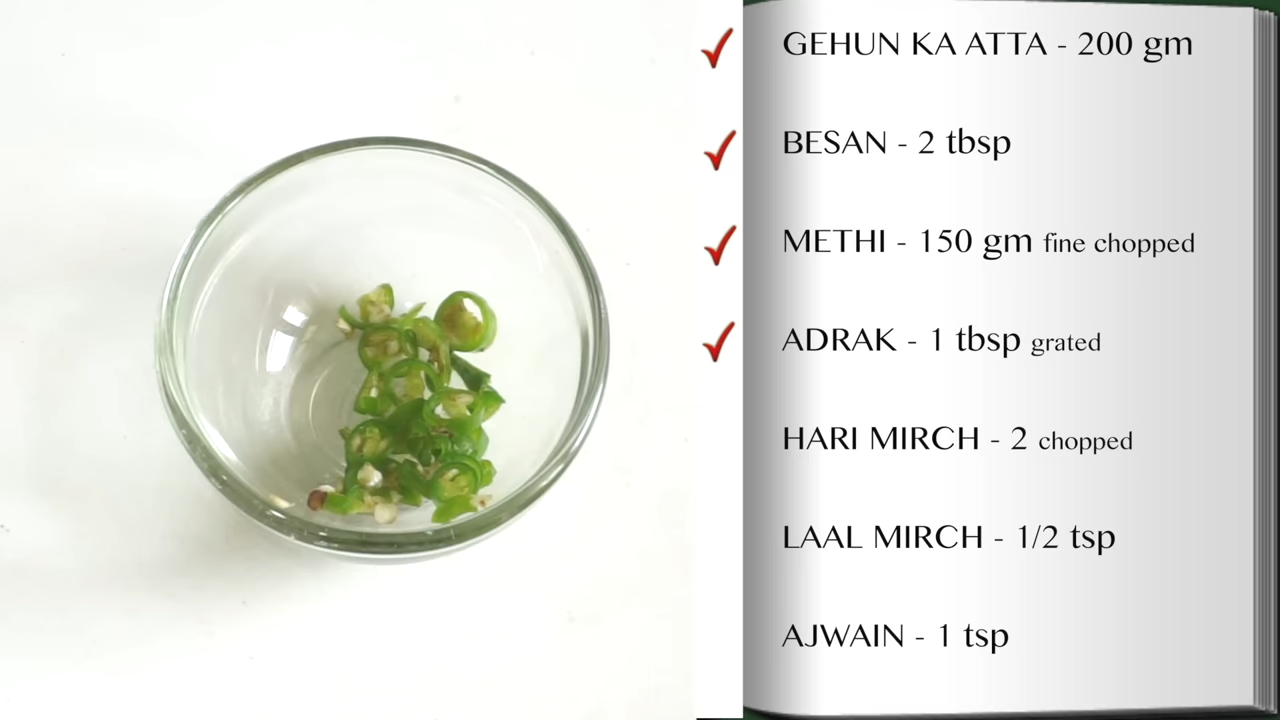 GEHUN KA ATTA - 200 gm
BESAN - 2 tbsp
METHI - 150 gm fine chopped
ADRAK - 1 tbsp grated
HARI MIRCH - 2 chopped
LAAL MIRCH - 1/2 tsp
AJWAIN - 1 tsp